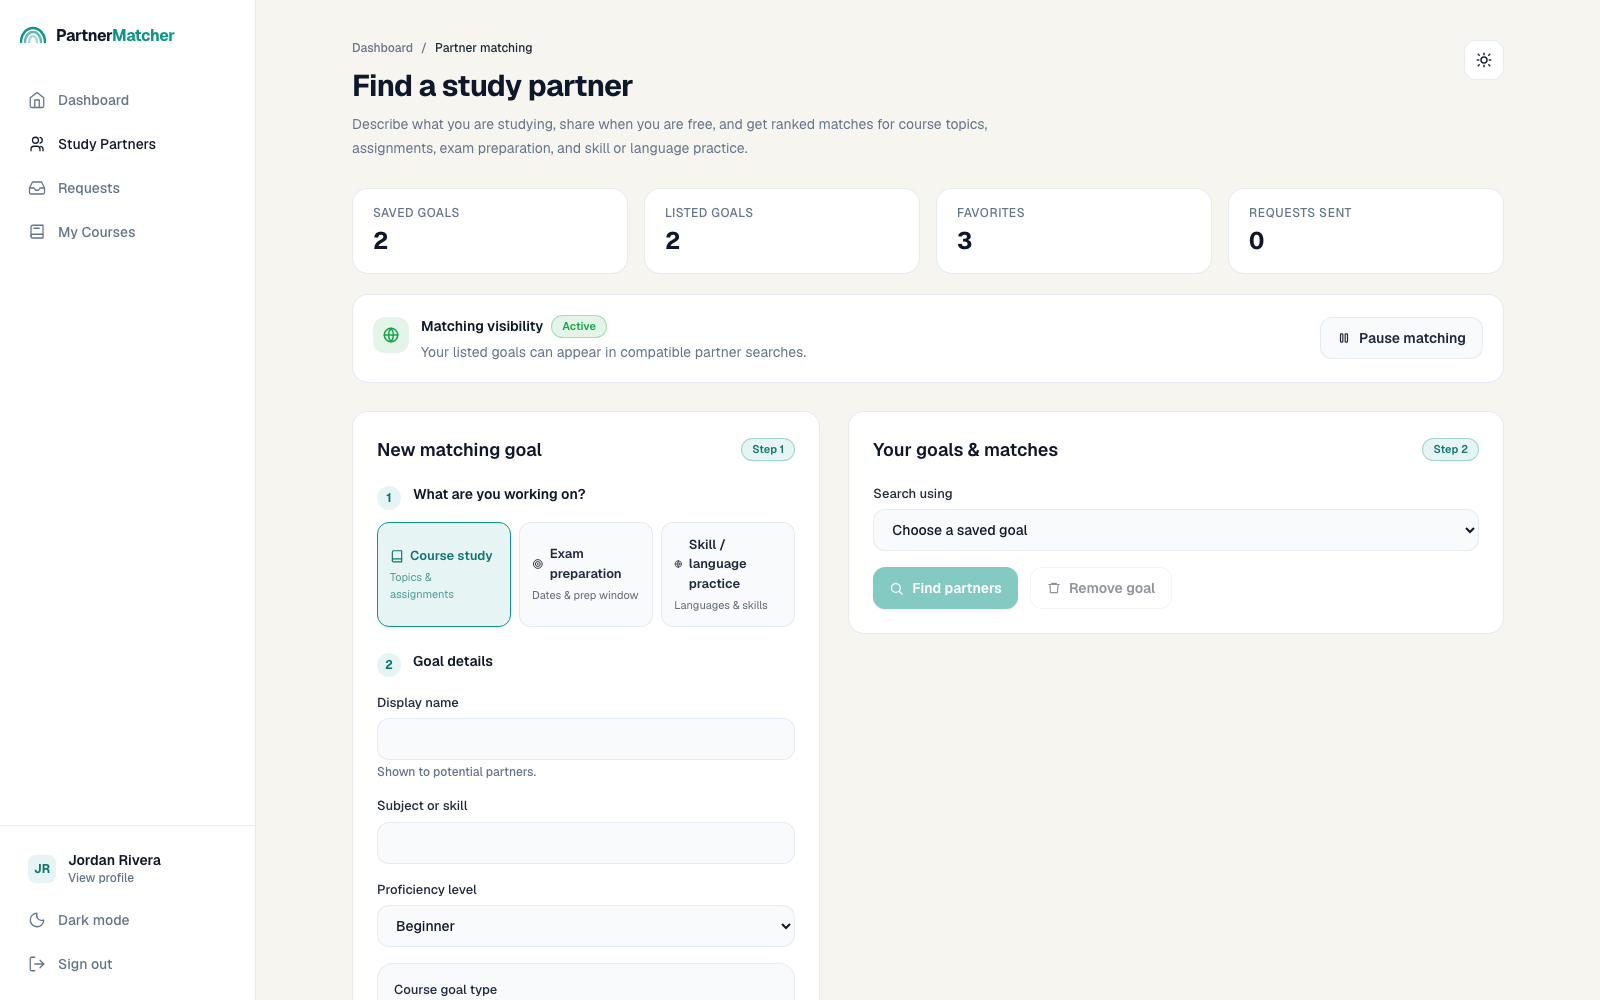 PartnerMatcher
Dashboard
Study Partners
Requests
My Courses
JR
Jordan Rivera
View profile
Dark mode
Sign out
Dashboard / Partner matching
Find a study partner
Describe what you are studying, share when you are free, and get ranked matches for course topics,
assignments, exam preparation, and skill or language practice.
SAVED GOALS
2
LISTED GOALS
2
FAVORITES
3
REQUESTS SENT
0
Matching visibility Active
Your listed goals can appear in compatible partner searches.
Pause matching
New matching goal
Step 1
1 What are you working on?
Course study
Topics &
assignments
Exam
preparation
Dates & prep window
Skill /
language
practice
Languages & skills
2 Goal details
Display name
Shown to potential partners.
Subject or skill
Proficiency level
Beginner
Course goal type
Your goals & matches
Step 2
Search using
Choose a saved goal
Find partners
Remove goal